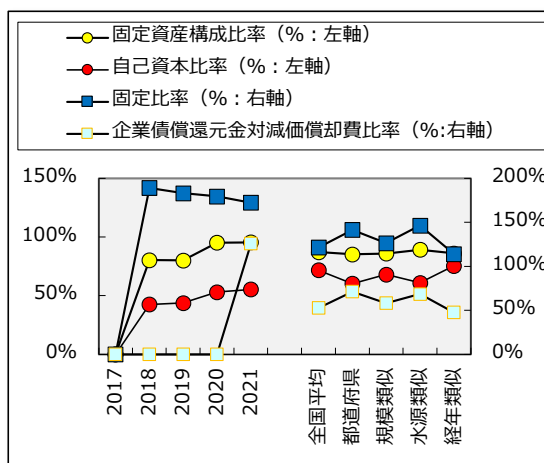 固定資産構成比率（%：左軸）
自己資本比率（%：左軸）
固定比率（%：右軸）
企業債償還元金対減価償却費比率（%:右軸）
150%
100%
50%
0%
200%
150%
100%
50%
0%
2017
2018
2019
2020
2021
全国平均
都道府県
規模類似
水源類似
経年類似